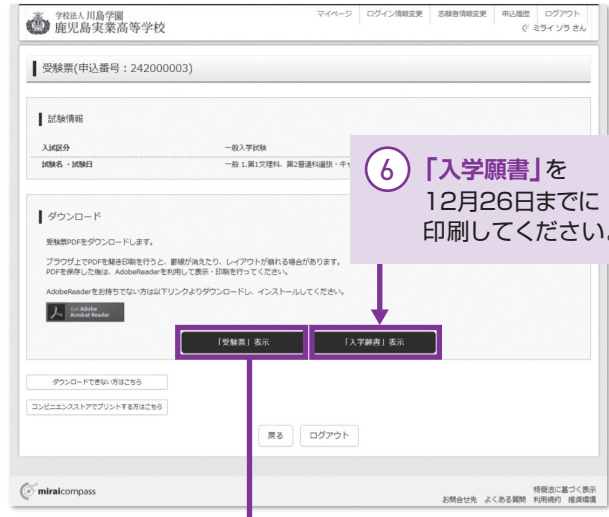 学校法人 川島学園
鹿児島実業高等学校
マイページ ログイン情報変更 志願者情報変更 申込履歴 ログアウト
ミライ ソラ さん
受験票(申込番号：242000003)
試験情報
入試区分 一般入学試験
試験名・試験日 一般 1.第1文理科、第2普通科選抜・キャ
⑥ 「入学願書」を
12月26日までに
印刷してください。
ダウンロード
受験票PDFをダウンロードします。
ブラウザ上でPDFを開き印刷を行うと、罫線が消えたり、レイアウトが崩れる場合があります。
PDFを保存した後は、AdobeReaderを利用して表示・印刷を行ってください。
AdobeReaderをお持ちでない方は以下リンクよりダウンロードし、インストールしてください。
Get Adobe
Acrobat Reader
「受験票」表示 「入学願書」表示
ダウンロードできない方はこちら
コンビニエンスストアでプリントする方はこちら
戻る ログアウト
miraicompass
特商法に基づく表示
お問合せ先 よくある質問 利用規約 推奨環境